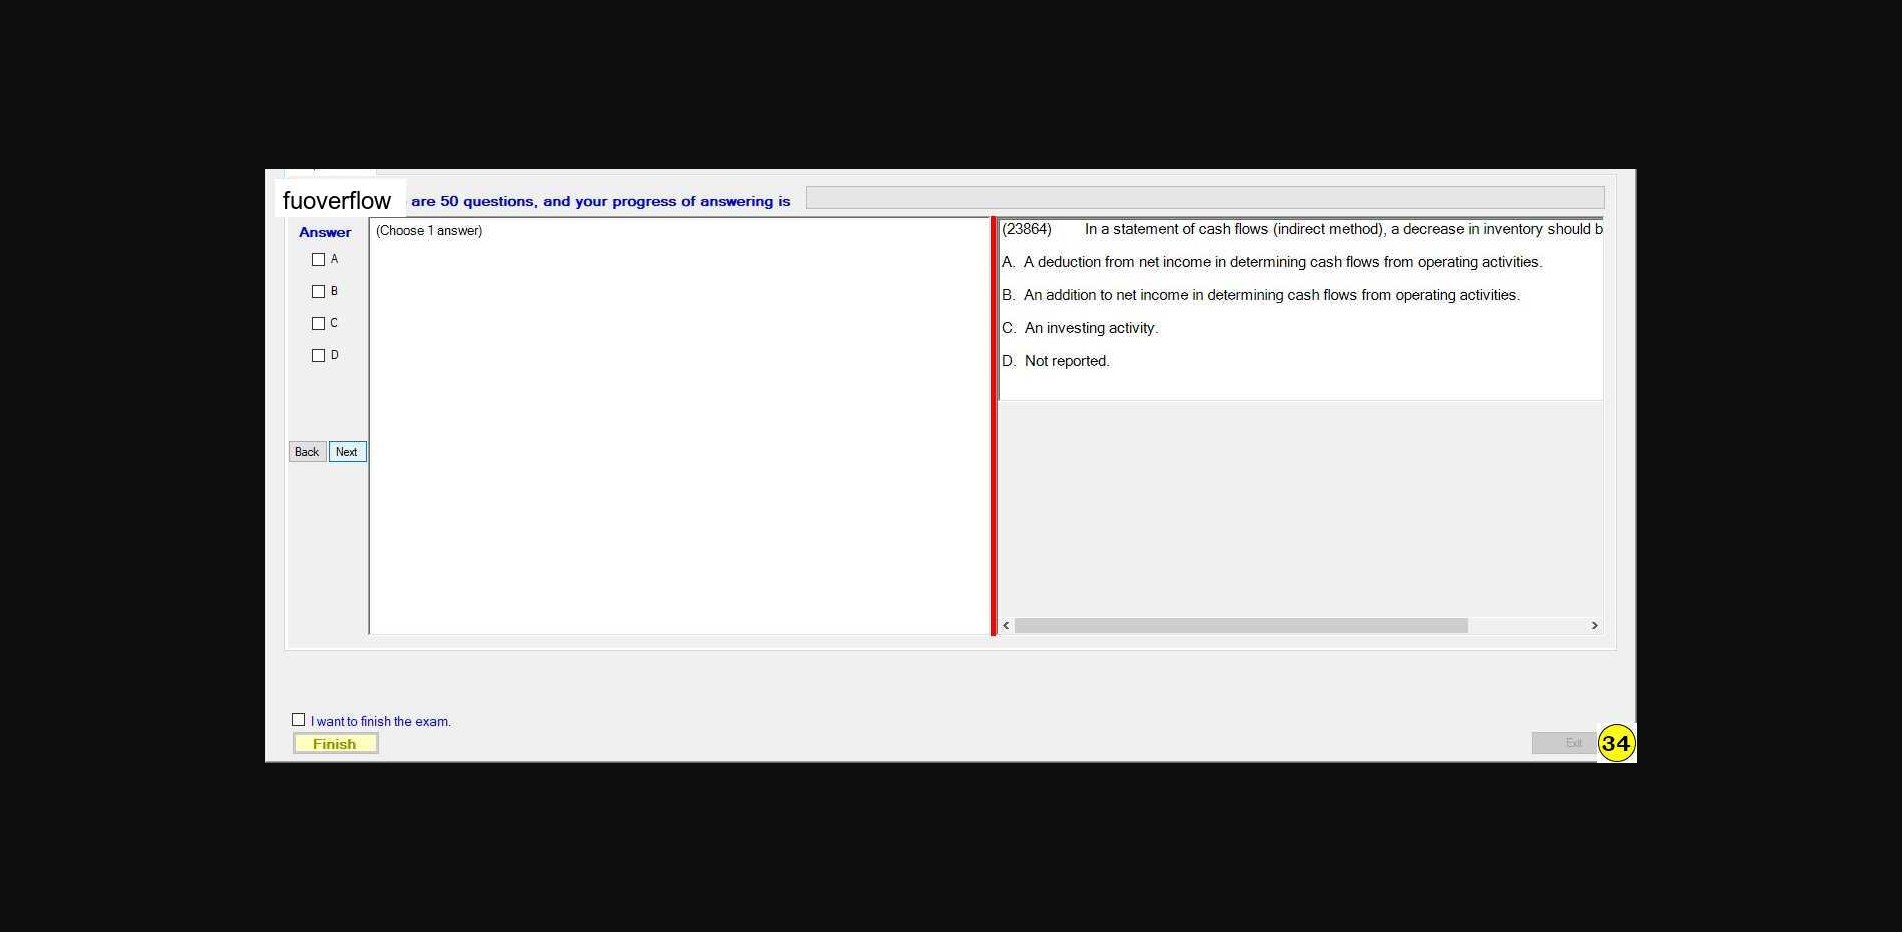 fuoverflow are 50 questions, and your progress of answering is
Answer
A
B
C
D
Back Next
(Choose 1 answer)
(23864) In a statement of cash flows (indirect method), a decrease in inventory should b
A. A deduction from net income in determining cash flows from operating activities.
B. An addition to net income in determining cash flows from operating activities.
C. An investing activity.
D. Not reported.
I want to finish the exam.
Finish
Exit
34